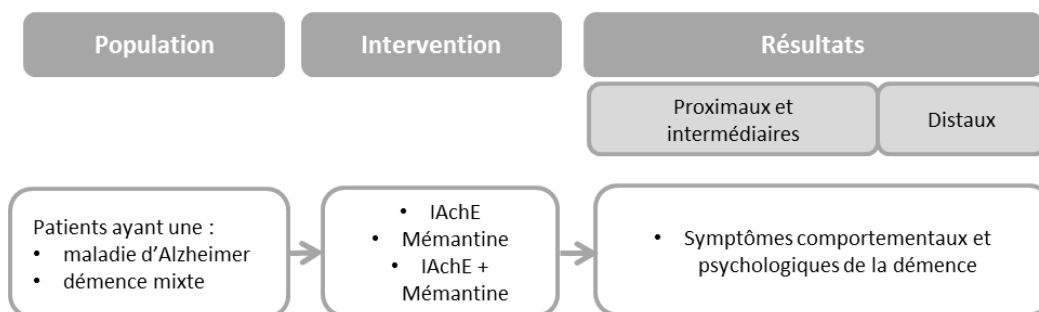 Population
Intervention
Résultats
Proximaux et
intermédiaires
Distaux
Patients ayant une :
• maladie d'Alzheimer
• démence mixte
• IAchE
• Mémantine
• IAchE +
Mémantine
• Symptômes comportementaux et
psychologiques de la démence